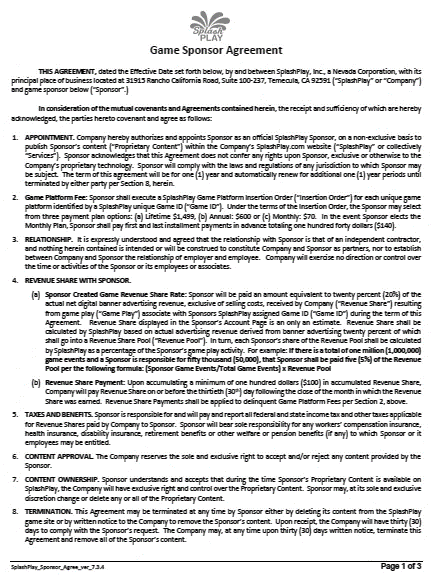 Splash
PLAY
Game Sponsor Agreement
THIS AGREEMENT, dated the Effective Date set forth below, by and between SplashPlay, Inc., a Nevada Corporation, with its
principal place of business located at 31915 Rancho California Road, Suite 100-237, Temecula, CA 92591 ("SplashPlay" or "Company")
and game sponsor below ("Sponsor".)
In consideration of the mutual covenants and Agreements contained herein, the receipt and sufficiency of which are hereby
acknowledged, the parties hereto covenant and agree as follows:
1. APPOINTMENT. Company hereby authorizes and appoints Sponsor as an official SplashPlay Sponsor, on a non-exclusive basis to
publish Sponsor's content ("Proprietary Content") within the Company's SplashPlay.com website ("SplashPlay" or collectively
"Services"). Sponsor acknowledges that this Agreement does not confer any rights upon Sponsor, exclusive or otherwise to the
Company's proprietary technology. Sponsor will comply with the laws and regulations of any jurisdiction to which Sponsor may
be subject. The term of this agreement will be for one (1) year and automatically renew for additional one (1) year periods until
terminated by either party per Section 8, herein.
2. Game Platform Fee: Sponsor shall execute a SplashPlay Game Platform Insertion Order ("Insertion Order") for each unique game
platform identified by a SplashPlay unique Game ID ("Game ID"). Under the terms of the Insertion Order, the Sponsor may select
from three payment plan options: (a) Lifetime $1,499, (b) Annual: $600 or (c) Monthly: $70. In the event Sponsor elects the
Monthly Plan, Sponsor shall pay first and last installment payments in advance totaling one hundred forty dollars ($140).
3. RELATIONSHIP. It is expressly understood and agreed that the relationship with Sponsor is that of an independent contractor,
and nothing herein contained is intended or will be construed to constitute Company and Sponsor as partners, nor to establish
between Company and Sponsor the relationship of employer and employee. Company will exercise no direction or control over
the time or activities of the Sponsor or its employees or associates.
4. REVENUE SHARE WITH SPONSOR.
(a) Sponsor Created Game Revenue Share Rate: Sponsor will be paid an amount equivalent to twenty percent (20%) of the
actual net digital banner advertising revenue, exclusive of selling costs, received by Company ("Revenue Share") resulting
from game play ("Game Play") associate with Sponsors SplashPlay assigned Game ID ("Game ID") during the term of this
Agreement. Revenue Share displayed in the Sponsor's Account Page is only an estimate. Revenue Share shall be
calculated by SplashPlay based on actual advertising revenue derived from banner advertising twenty percent of which
shall go into a Revenue Share Pool ("Revenue Pool"). In turn, each Sponsor's share of the Revenue Pool shall be calculated
by SplashPlay as a percentage of the Sponsor's game play activity. For example: if there is a total of one million (1,000,000)
game events and a Sponsor is responsible for fifty thousand (50,000), that Sponsor shall be paid five (5%) of the Revenue
Pool per the following formula: (Sponsor Game Events/Total Game Events) x Revenue Pool
(b) Revenue Share Payment: Upon accumulating a minimum of one hundred dollars ($100) in accumulated Revenue Share,
Company will pay Revenue Share on or before the thirtieth (30th) day following the close of the month in which the Revenue
Share was earned. Revenue Share Payments shall be applied to delinquent Game Platform Fees per Section 2, above.
5. TAXES AND BENEFITS. Sponsor is responsible for and will pay and report all federal and state income tax and other taxes applicable
for Revenue Shares paid by Company to Sponsor. Sponsor will bear sole responsibility for any workers' compensation insurance,
health insurance, disability insurance, retirement benefits or other welfare or pension benefits (if any) to which Sponsor or it
employees may be entitled.
6. CONTENT APPROVAL. The Company reserves the sole and exclusive right to accept and/or reject any content provided by the
Sponsor.
7. CONTENT OWNERSHIP. Sponsor understands and accepts that during the time Sponsor's Proprietary Content is available on
SplashPlay, the Company will have exclusive right and control over the Proprietary Content. Sponsor may, at its sole and exclusive
discretion change or delete any or all of the Proprietary Content.
8. TERMINATION. This Agreement may be terminated at any time by Sponsor either by deleting its content from the SplashPlay
game site or by written notice to the Company to remove the Sponsor's content. Upon receipt, the Company will have thirty (30)
days to comply with the Sponsor's request. The Company may, at any time upon thirty (30) days written notice, terminate this
Agreement and remove all of the Sponsor's content.
SplashPlay_Sponsor_Agree_ver_7.3.4
Page 1 of 3